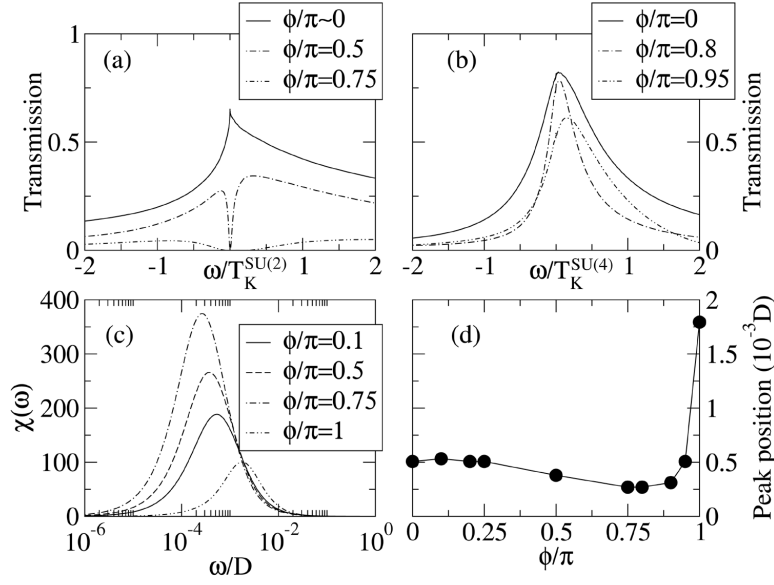 (a)
ϕ/π~0
ϕ/π=0.5
ϕ/π=0.75
Transmission
1
0.5
0
-2
-1
1
2
ω/T_K^SU(2)
(b)
ϕ/π=0
ϕ/π=0.8
ϕ/π=0.95
Transmission
1
0.5
0
-2
-1
1
2
ω/T_K^SU(4)
(c)
ϕ/π=0.1
ϕ/π=0.5
ϕ/π=0.75
ϕ/π=1
χ(ω)
400
300
200
100
0
10^-6
10^-4
10^-2
10^0
ω/D
(d)
Peak position (10^-3D)
2
1.5
1
0.5
0
0
0.25
0.5
0.75
1
ϕ/π